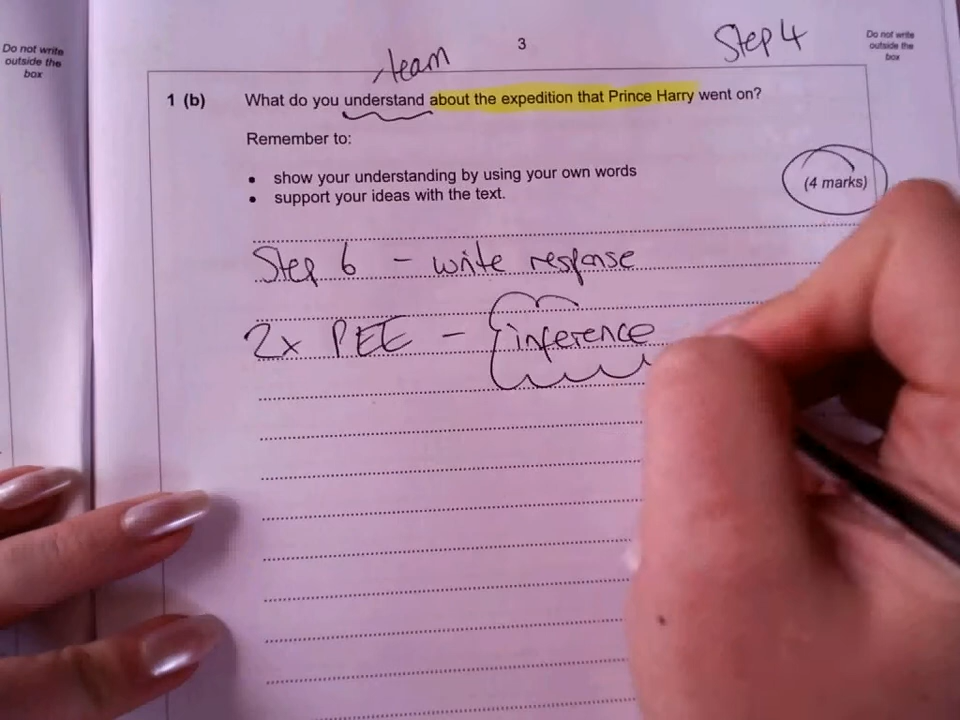 Do not write
outside the
box
3
Step 4
Do not write
outside the
box
team
1 (b) What do you understand about the expedition that Prince Harry went on?
Remember to:
• show your understanding by using your own words
• support your ideas with the text.
(4 marks)
Step 6 - write response
2x PEE - inference